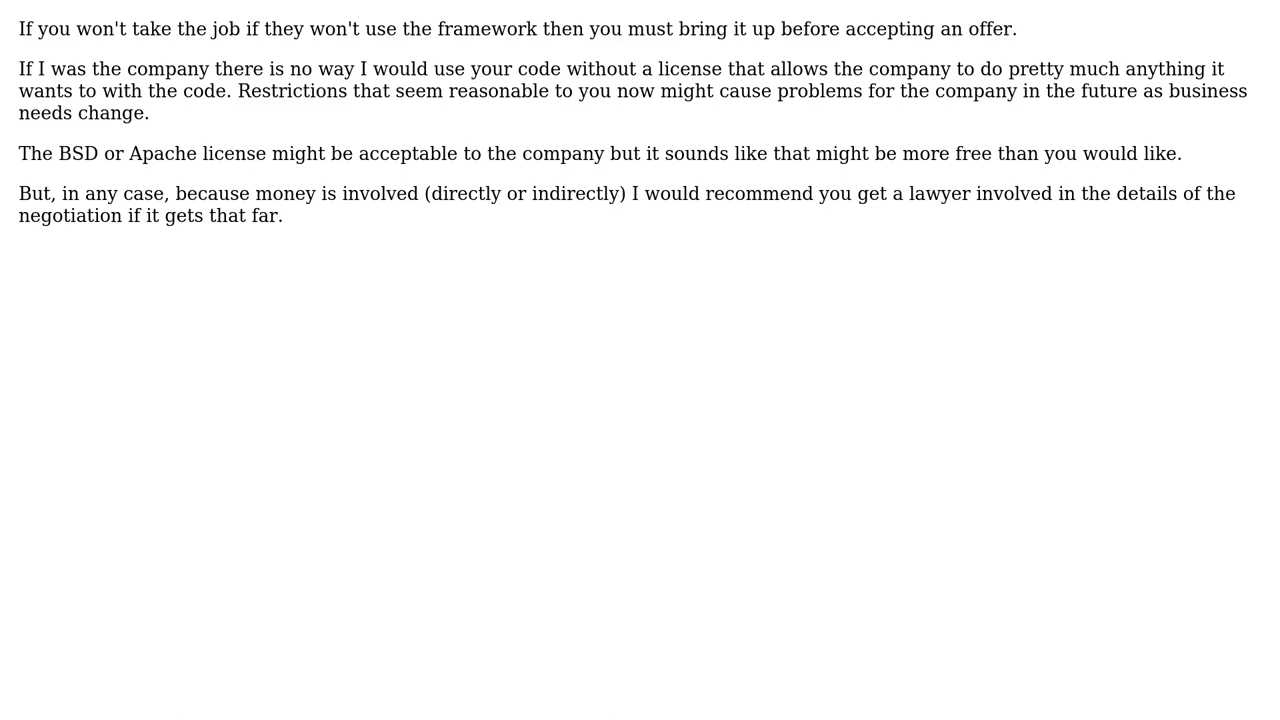 If you won't take the job if they won't use the framework then you must bring it up before accepting an offer.
If I was the company there is no way I would use your code without a license that allows the company to do pretty much anything it
wants to with the code. Restrictions that seem reasonable to you now might cause problems for the company in the future as business
needs change.
The BSD or Apache license might be acceptable to the company but it sounds like that might be more free than you would like.
But, in any case, because money is involved (directly or indirectly) I would recommend you get a lawyer involved in the details of the
negotiation if it gets that far.